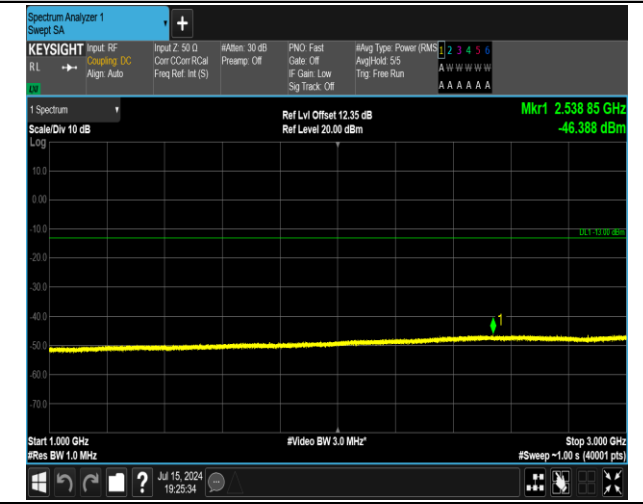 Spectrum Analyzer 1
Swept SA
+
KEYSIGHT Input: RF Input Z: 50 Ω #Atten: 30 dB PNO: Fast #Avg Type: Power (RMS 1 2 3 4 5 6
RL Coupling: DC Corr CCorr RCal Preamp: Off Gate: Off Avg|Hold: 5/5 A W W W W W
Align: Auto Freq Ref: Int (S) IF Gain: Low Trig: Free Run
LXI Sig Track: Off A A A A A A
1 Spectrum Ref Lvl Offset 12.35 dB Mkr1 2.538 85 GHz
Scale/Div 10 dB Ref Level 20.00 dBm -46.388 dBm
Log
10.0
0.00
-10.0
DL1 -13.00 dBm
-20.0
-30.0
-40.0
1
-50.0
-60.0
-70.0
Start 1.000 GHz #Video BW 3.0 MHz* Stop 3.000 GHz
#Res BW 1.0 MHz #Sweep ~1.00 s (40001 pts)
? Jul 15, 2024
19:25:34